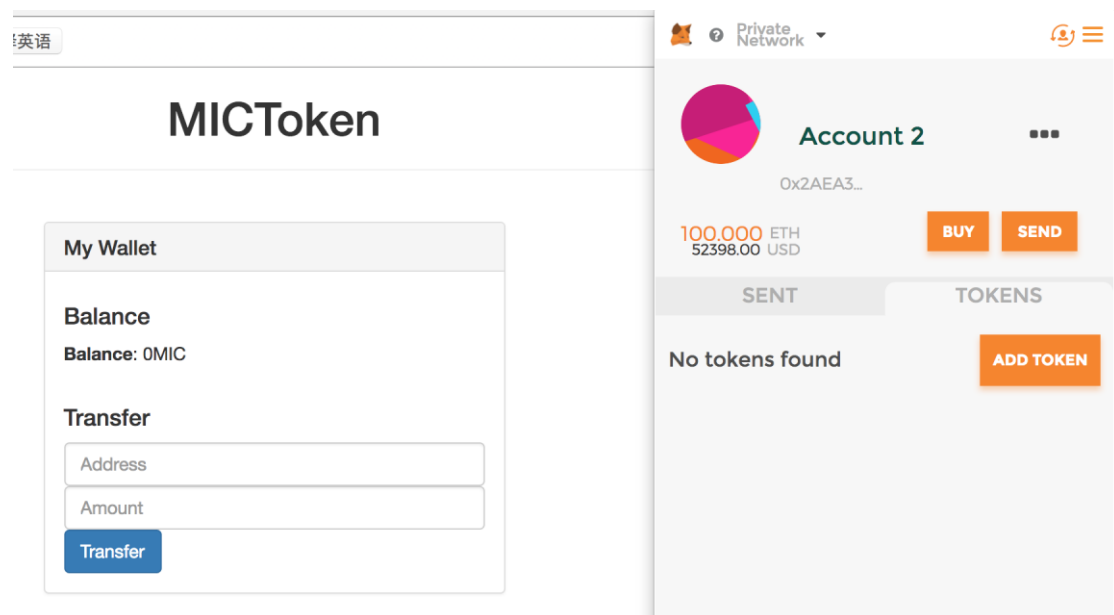 英语
MICToken
My Wallet
Balance
Balance: 0MIC
Transfer
Address
Amount
Transfer
Private
Network
Account 2
0x2AEA3...
100.000 ETH
52398.00 USD
BUY
SEND
SENT
TOKENS
No tokens found
ADD TOKEN